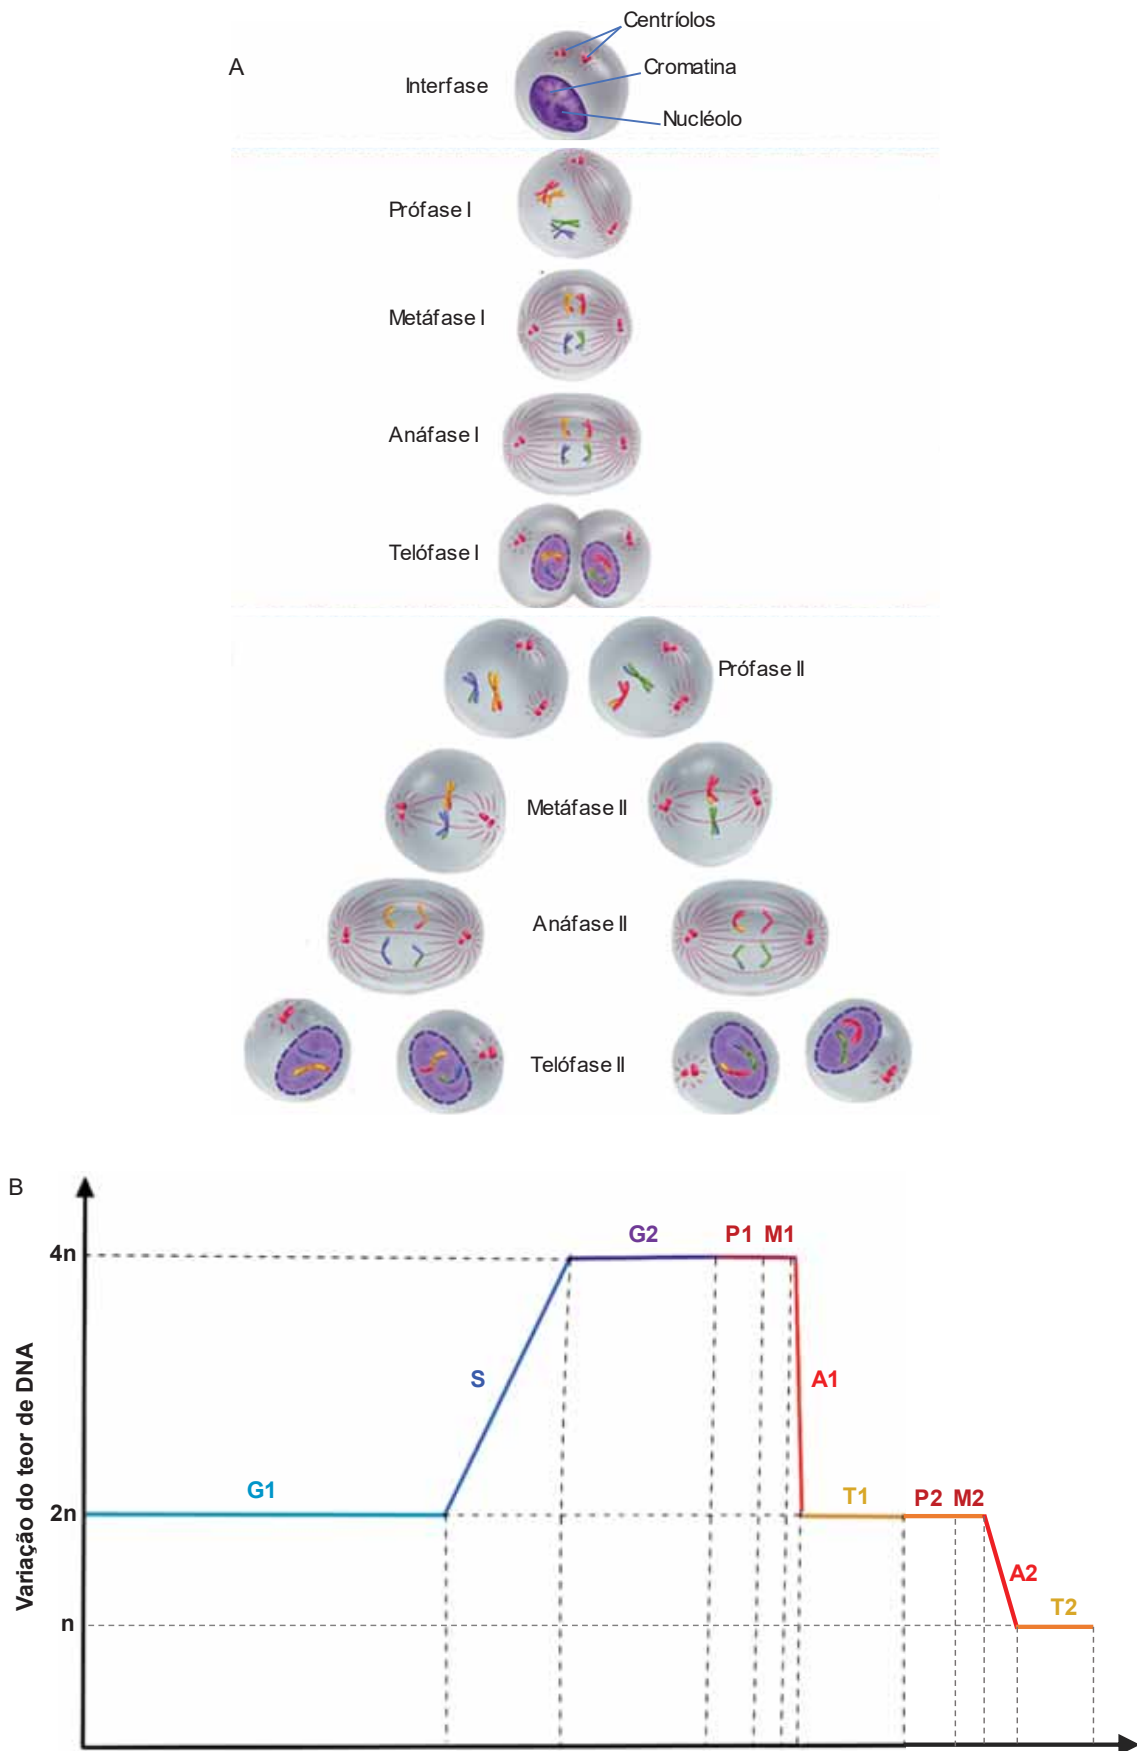 Centríolos
A
Cromatina
Interfase
Nucléolo
Prófase I
Metáfase I
Anáfase I
Telófase I
Prófase II
Metáfase II
Anáfase II
Telófase II
B
4n
G2 P1 M1
S
A1
Variação do teor de DNA
G1
2n
T1 P2 M2
A2
n
T2